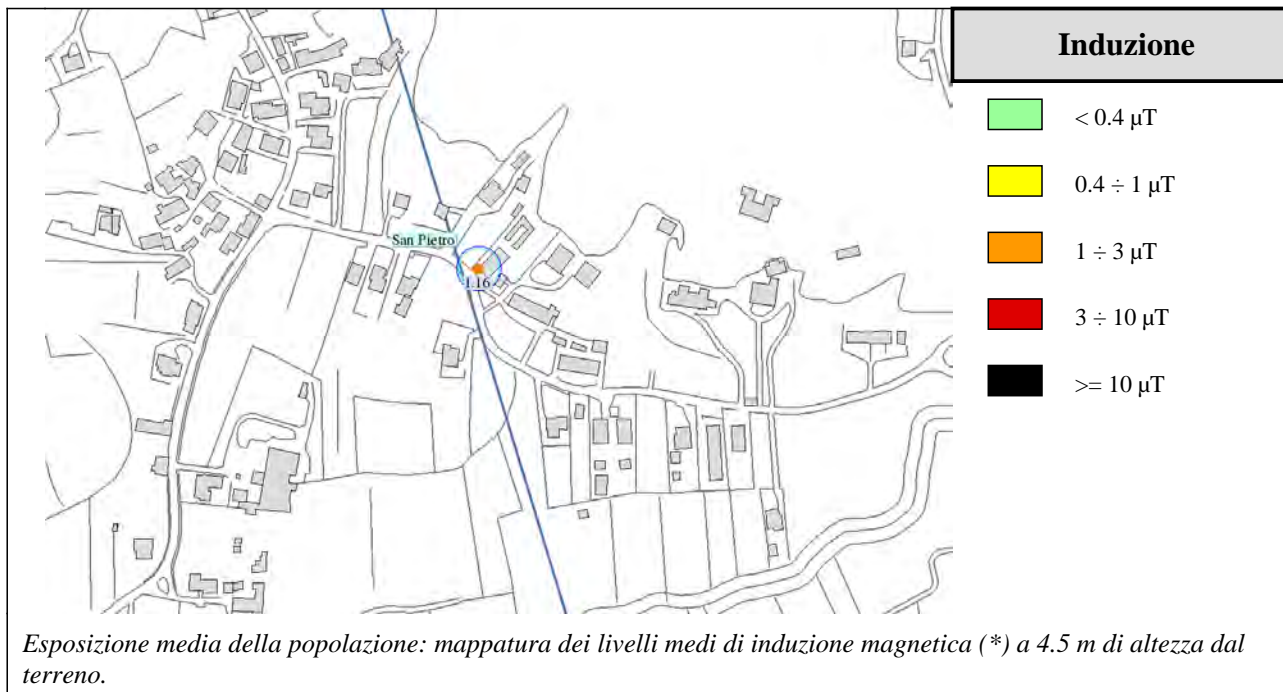 Induzione
< 0.4 µT
0.4 ÷ 1 µT
1 ÷ 3 µT
3 ÷ 10 µT
>= 10 µT
San Pietro
1.16
Esposizione media della popolazione: mappatura dei livelli medi di induzione magnetica (*) a 4.5 m di altezza dal
terreno.